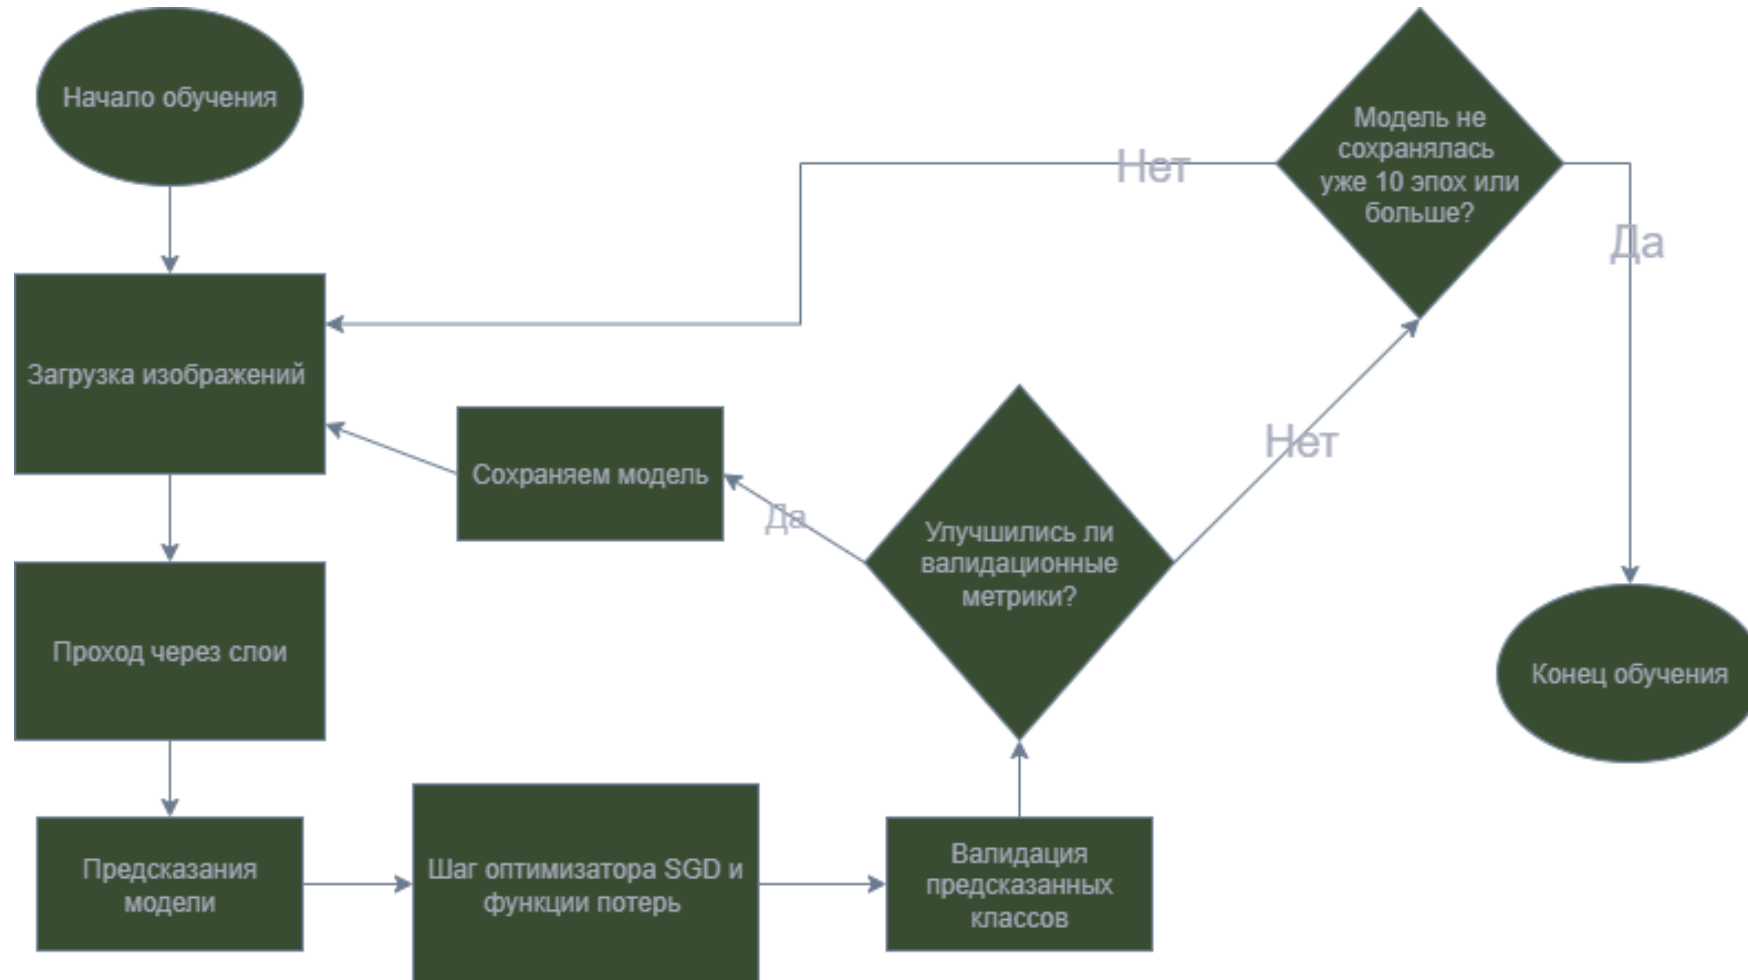 Начало обучения
Загрузка изображений
Проход через слои
Предсказания
модели
Шаг оптимизатора SGD и
функции потерь
Валидация
предсказанных
классов
Улучшились ли
валидационные
метрики?
Да
Сохраняем модель
Нет
Модель не
сохранялась
уже 10 эпох или
больше?
Нет
Да
Конец обучения